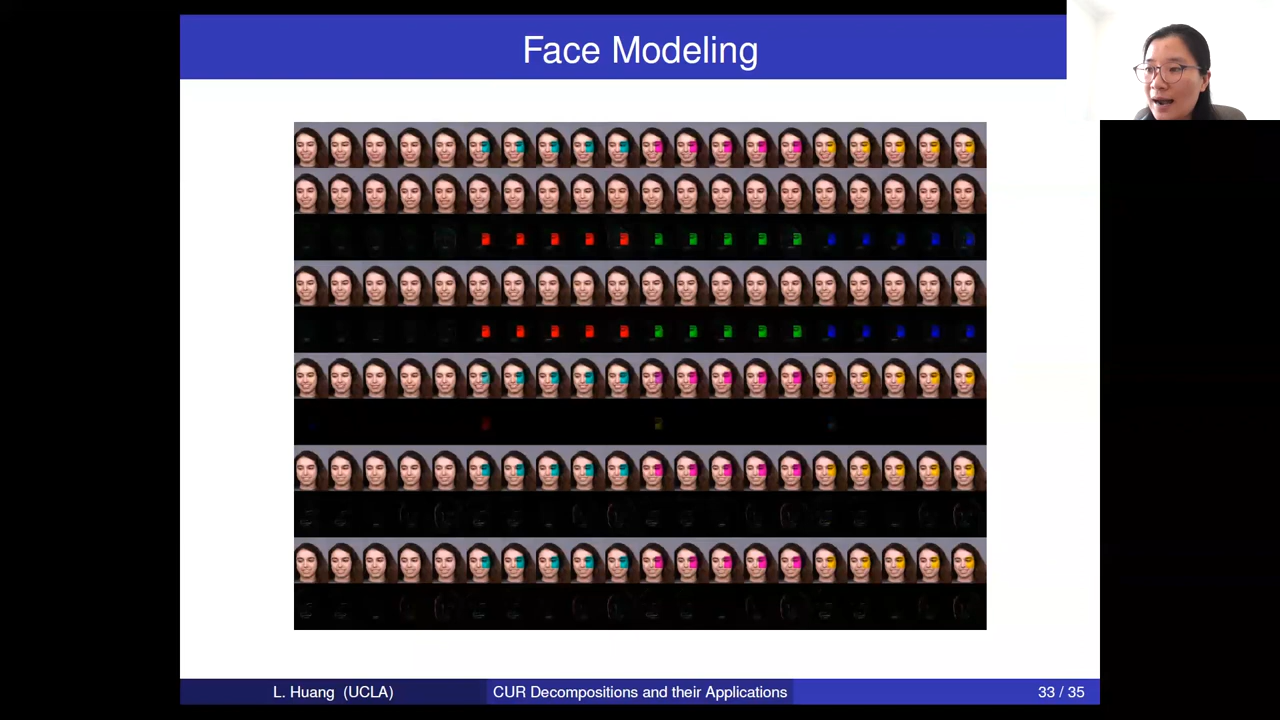 Face Modeling
L. Huang (UCLA)
CUR Decompositions and their Applications
33 / 35